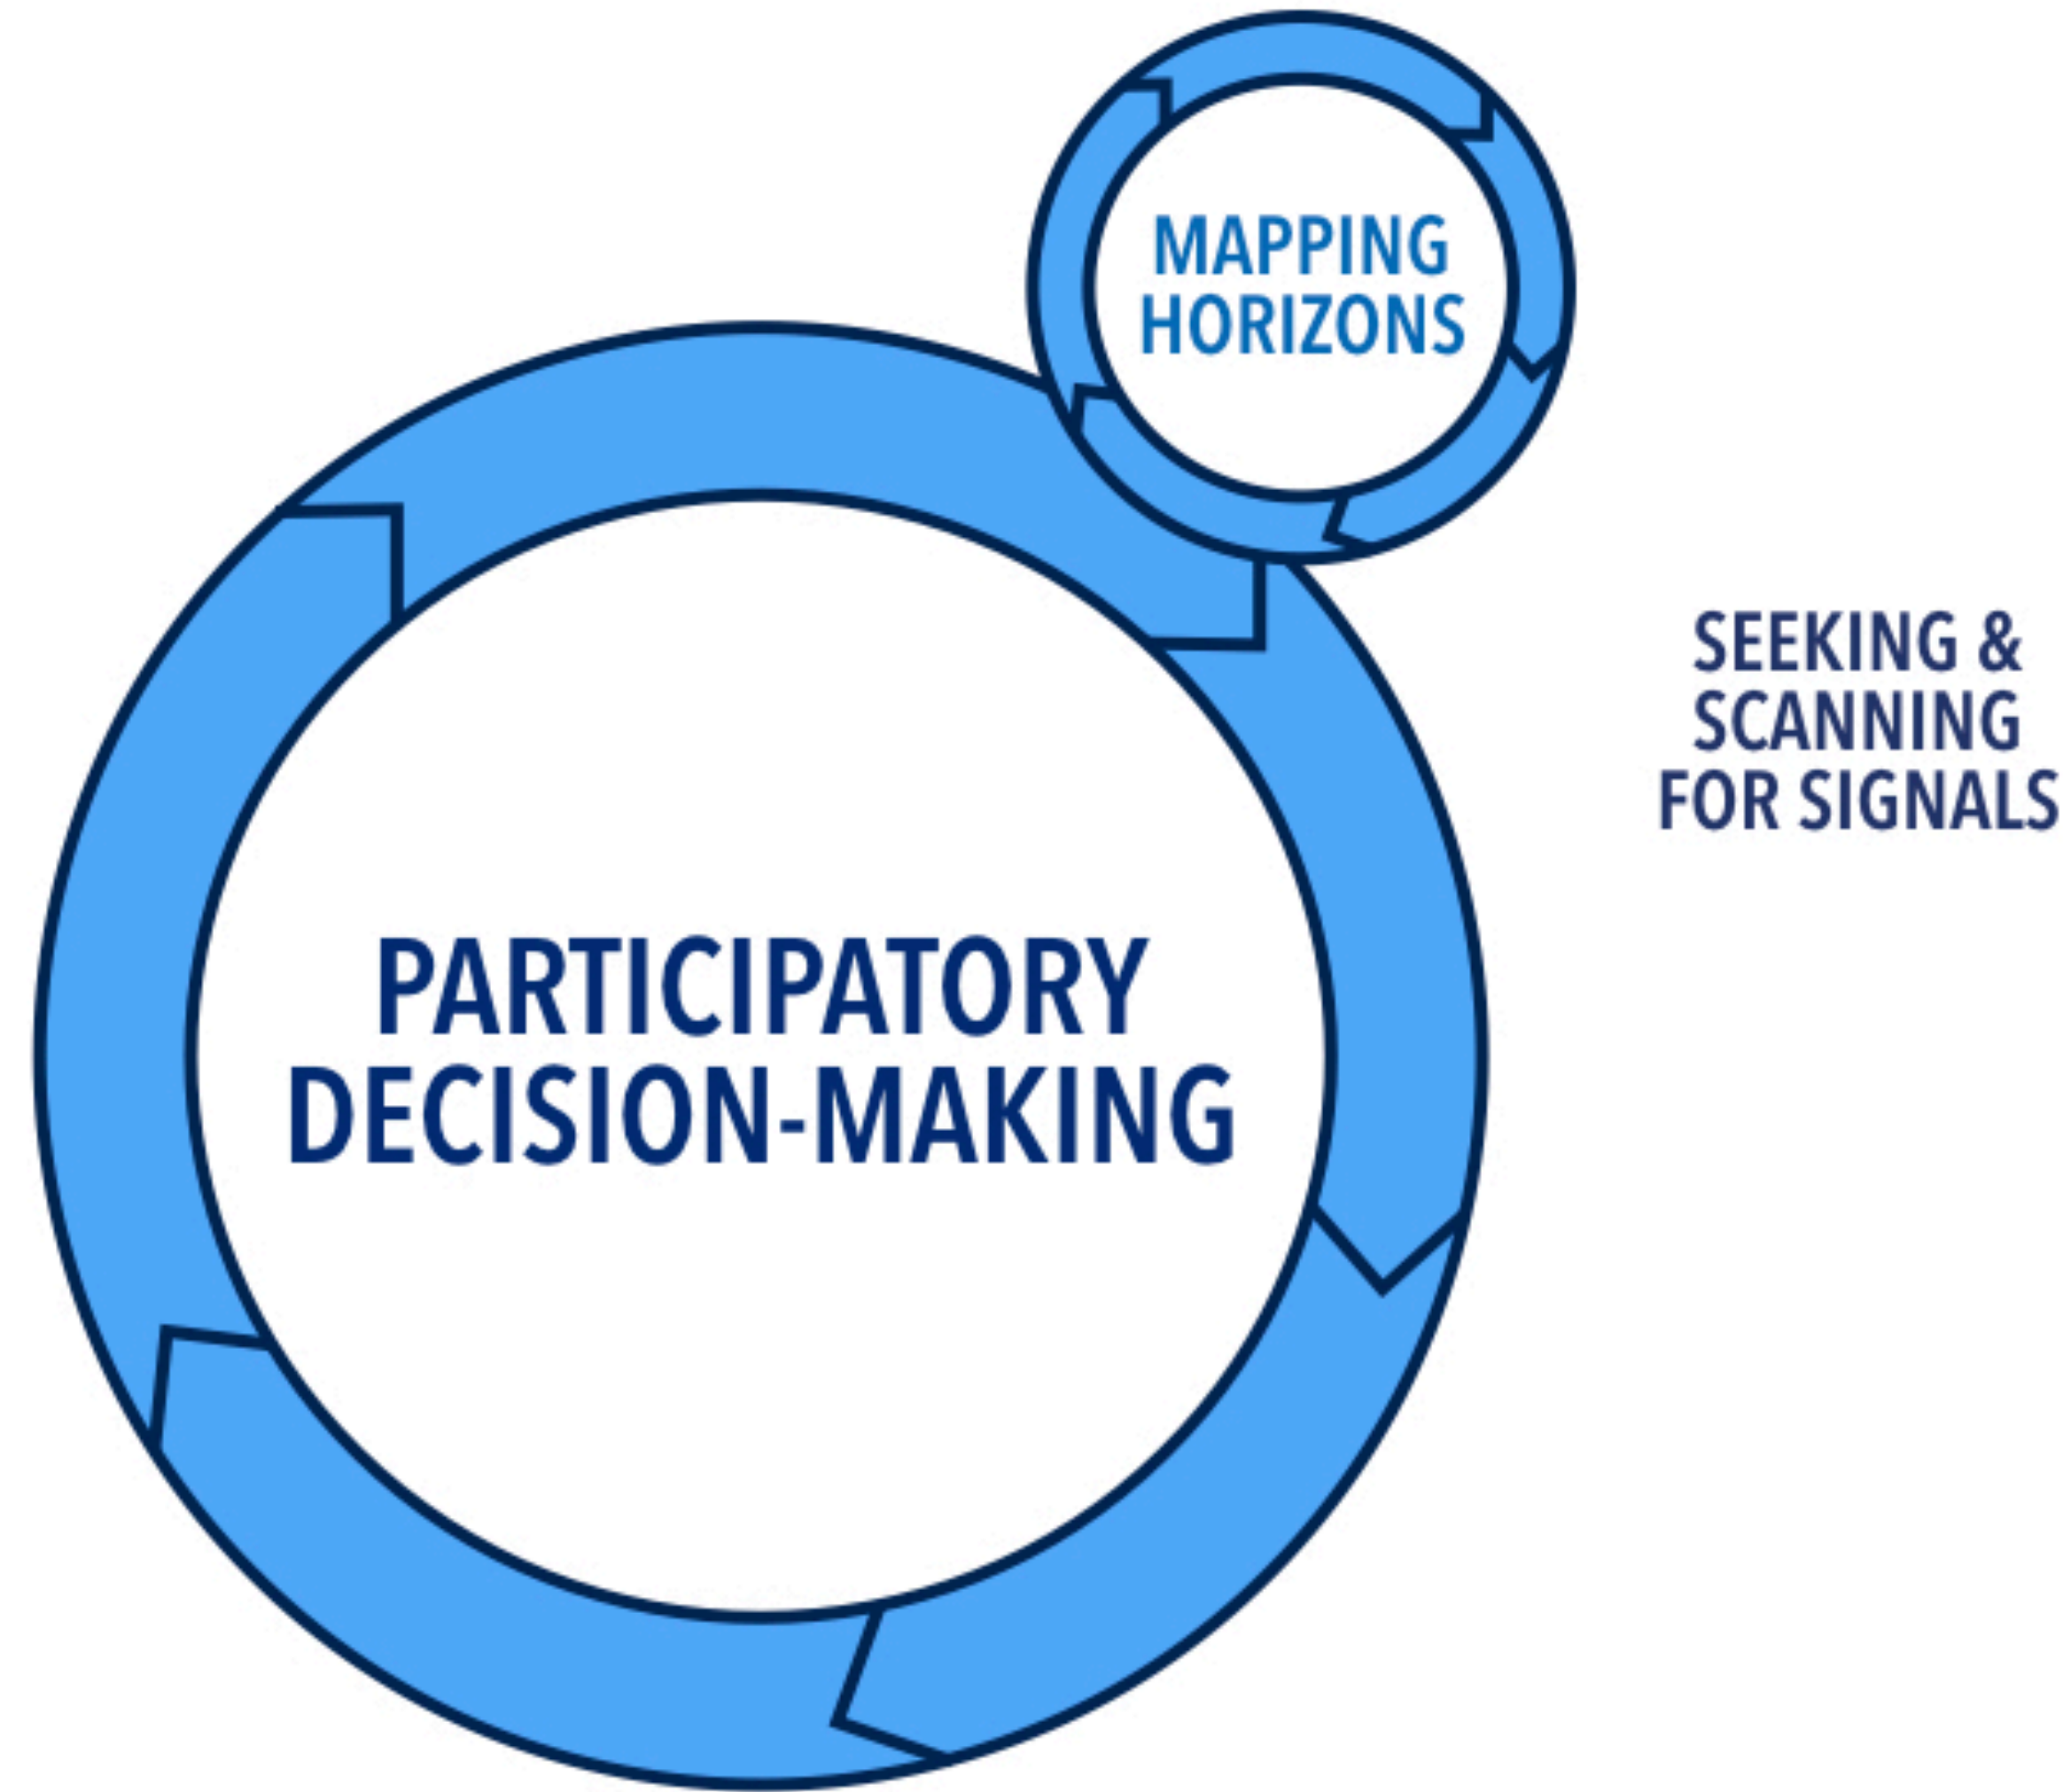 MAPPING
HORIZONS
SEEKING &
SCANNING
FOR SIGNALS
PARTICIPATORY
DECISION-MAKING